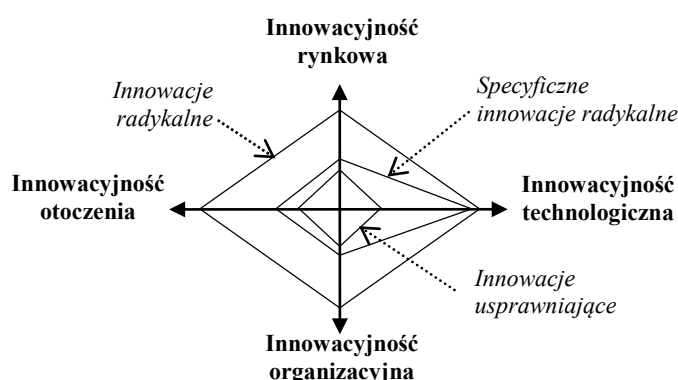 Innowacyjność
rynkowa
Innowacje
radykalne
Specyficzne
innowacje radykalne
Innowacyjność
otoczenia
Innowacyjność
technologiczna
Innowacje
usprawniające
Innowacyjność
organizacyjna